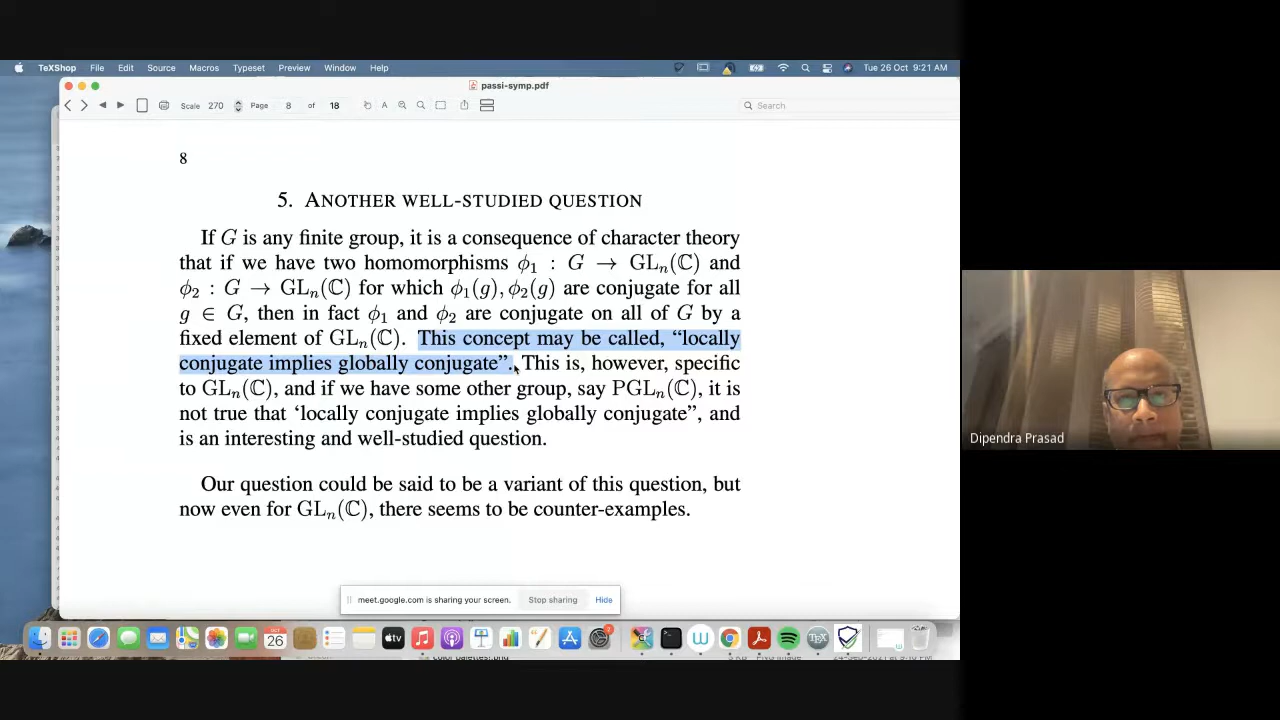 TeXShop File Edit Source Macros Typeset Preview Window Help Tue 26 Oct 9:21 AM
passi-symp.pdf
Scale 270 Page 8 of 18 A Search
8
5. ANOTHER WELL-STUDIED QUESTION
If G is any finite group, it is a consequence of character theory
that if we have two homomorphisms ϕ₁ : G → GLₙ(ℂ) and
ϕ₂ : G → GLₙ(ℂ) for which ϕ₁(g), ϕ₂(g) are conjugate for all
g ∈ G, then in fact ϕ₁ and ϕ₂ are conjugate on all of G by a
fixed element of GLₙ(ℂ). This concept may be called, “locally
conjugate implies globally conjugate”. This is, however, specific
to GLₙ(ℂ), and if we have some other group, say PGLₙ(ℂ), it is
not true that ‘locally conjugate implies globally conjugate”, and
is an interesting and well-studied question.
Our question could be said to be a variant of this question, but
now even for GLₙ(ℂ), there seems to be counter-examples.
Dipendra Prasad
meet.google.com is sharing your screen. Stop sharing Hide
OCT
26
tv
TEX